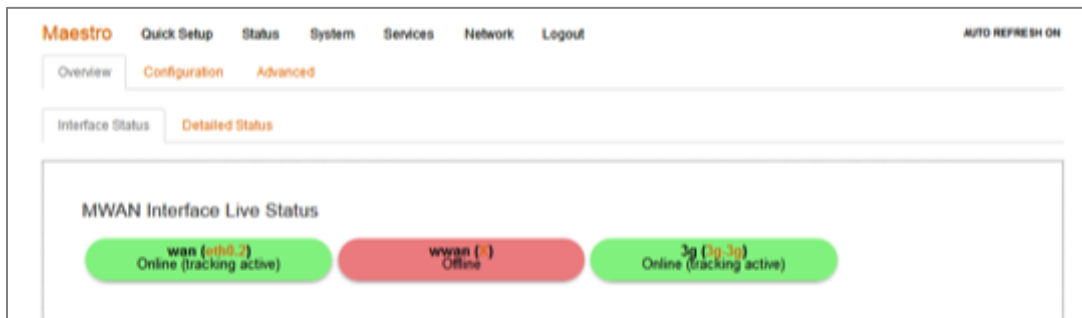 Maestro Quick Setup Status System Services Network Logout AUTO REFRESH ON
Overview Configuration Advanced
Interface Status Detailed Status
MWAN Interface Live Status
wan (eth0.2) wwan (X) 3g (3g-3g)
Online (tracking active) Offline Online (tracking active)